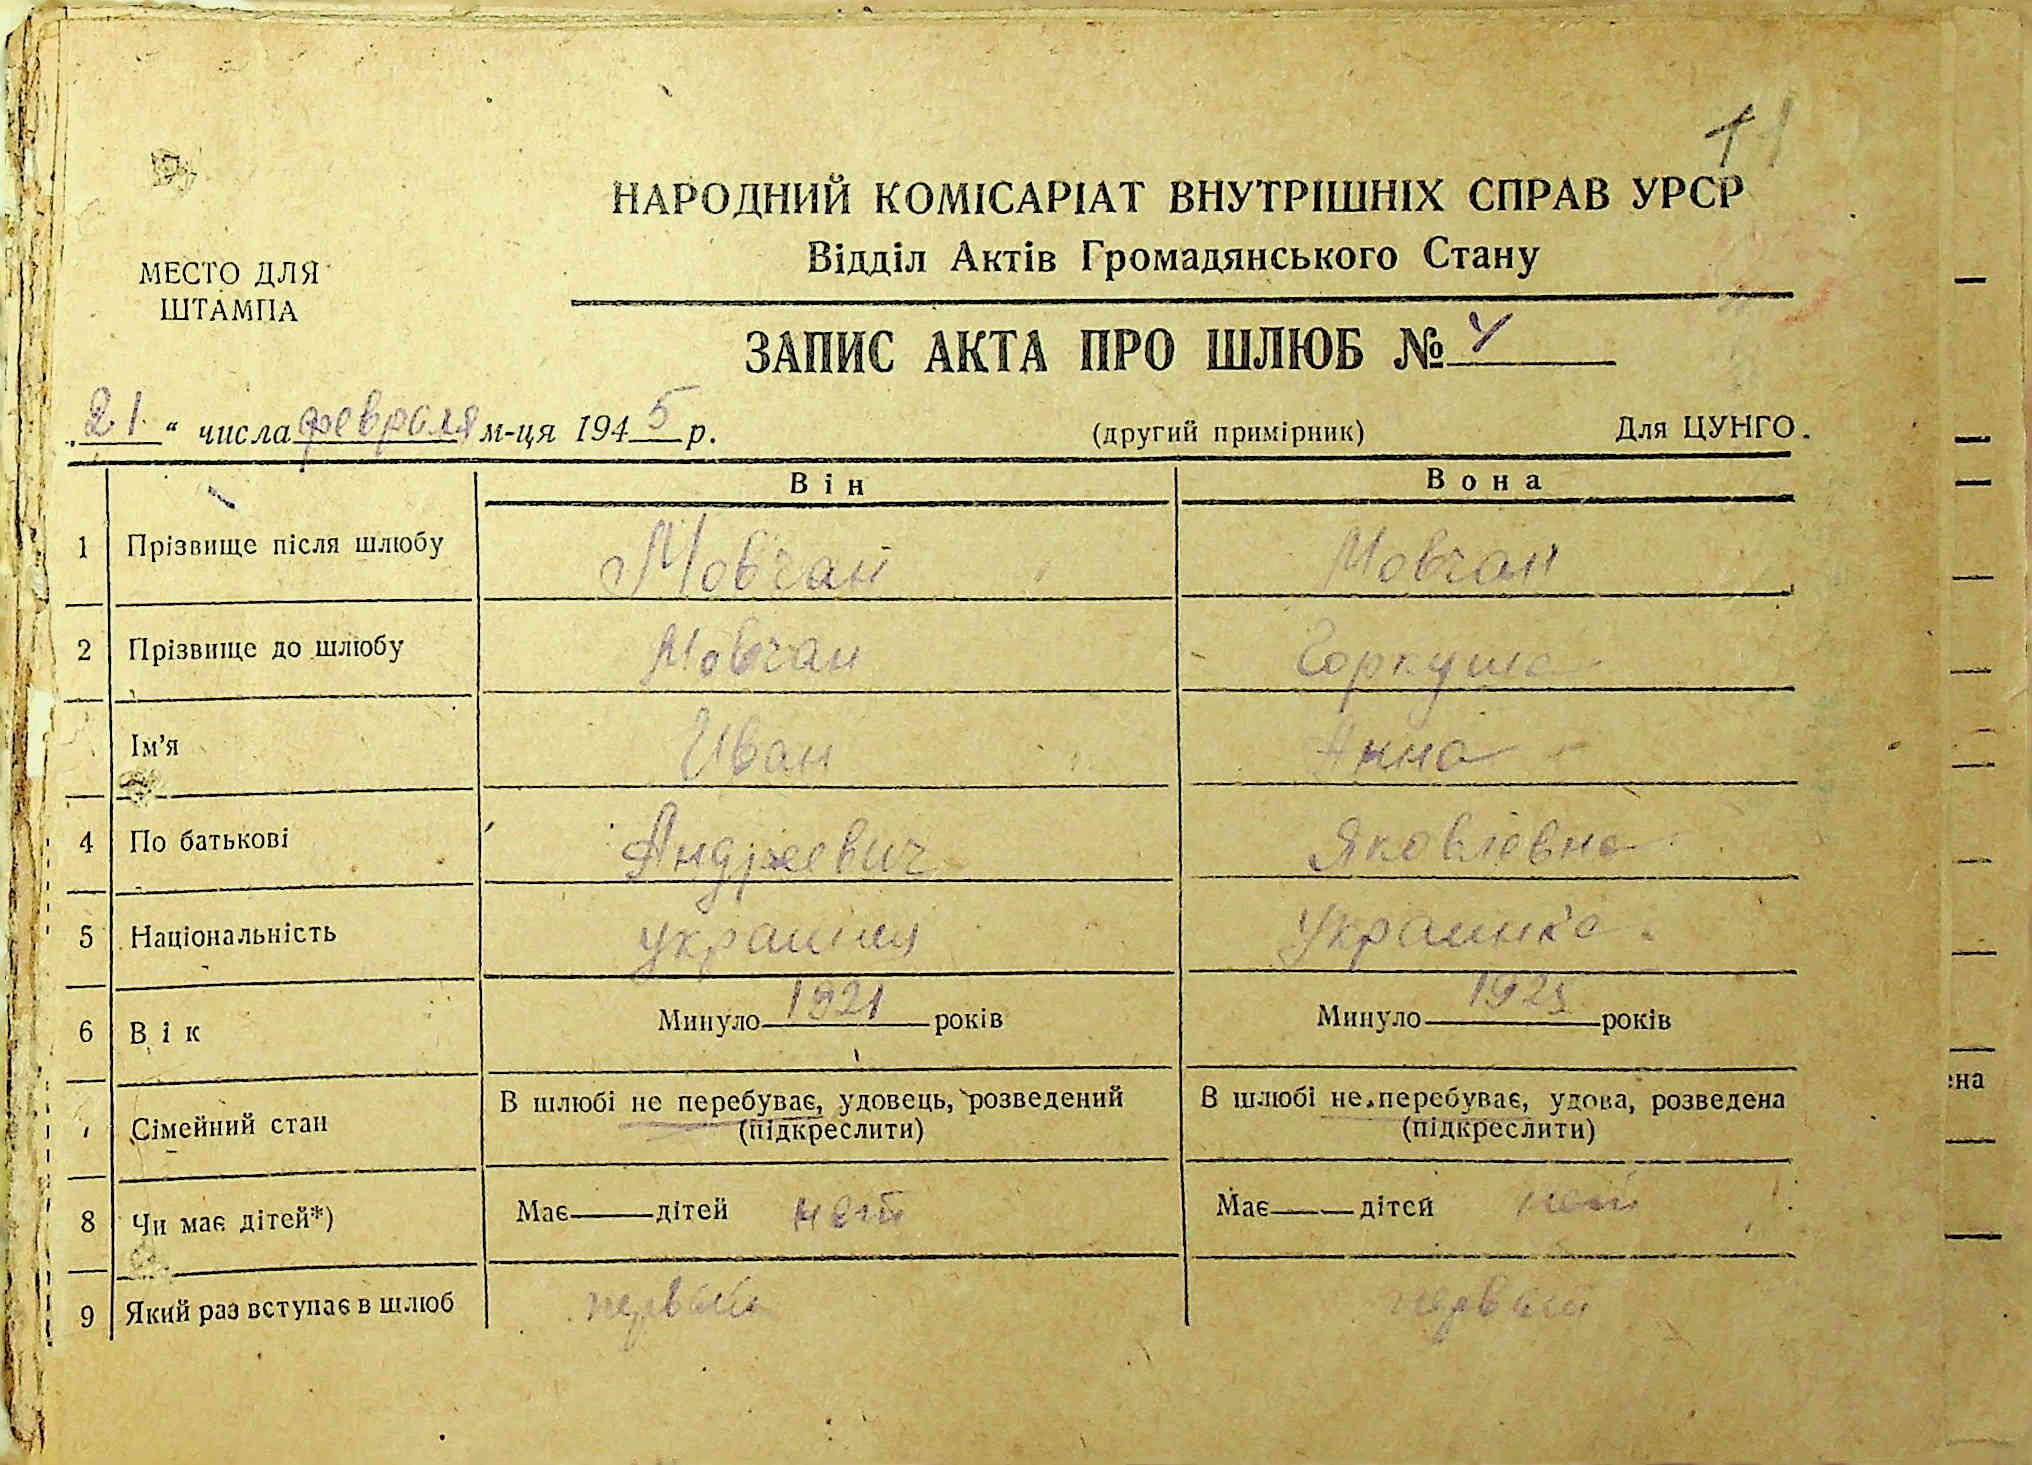 11
НАРОДНИЙ КОМІСАРІАТ ВНУТРІШНІХ СПРАВ УРСР
Відділ Актів Громадянського Стану
МЕСТО ДЛЯ
ШТАМПА
ЗАПИС АКТА ПРО ШЛЮБ №
„21“ числа февраля м-ця 1945 р. (другий примірник) Для ЦУНГО.
Він Вона
1 Прізвище після шлюбу Мовчан Мовчан
2 Прізвище до шлюбу Мовчан Горкуша
Ім’я Иван Анна
4 По батькові Андреевич Яковлевна
5 Національність украинец Украинка
6 Вік Минуло 1921 років Минуло 1925 років
Сімейний стан В шлюбі не перебуває, удовець, розведений В шлюбі не перебуває, удова, розведена
(підкреслити) (підкреслити)
8 Чи має дітей*) Має дітей нет Має дітей нет
9 Який раз вступає в шлюб первый первый